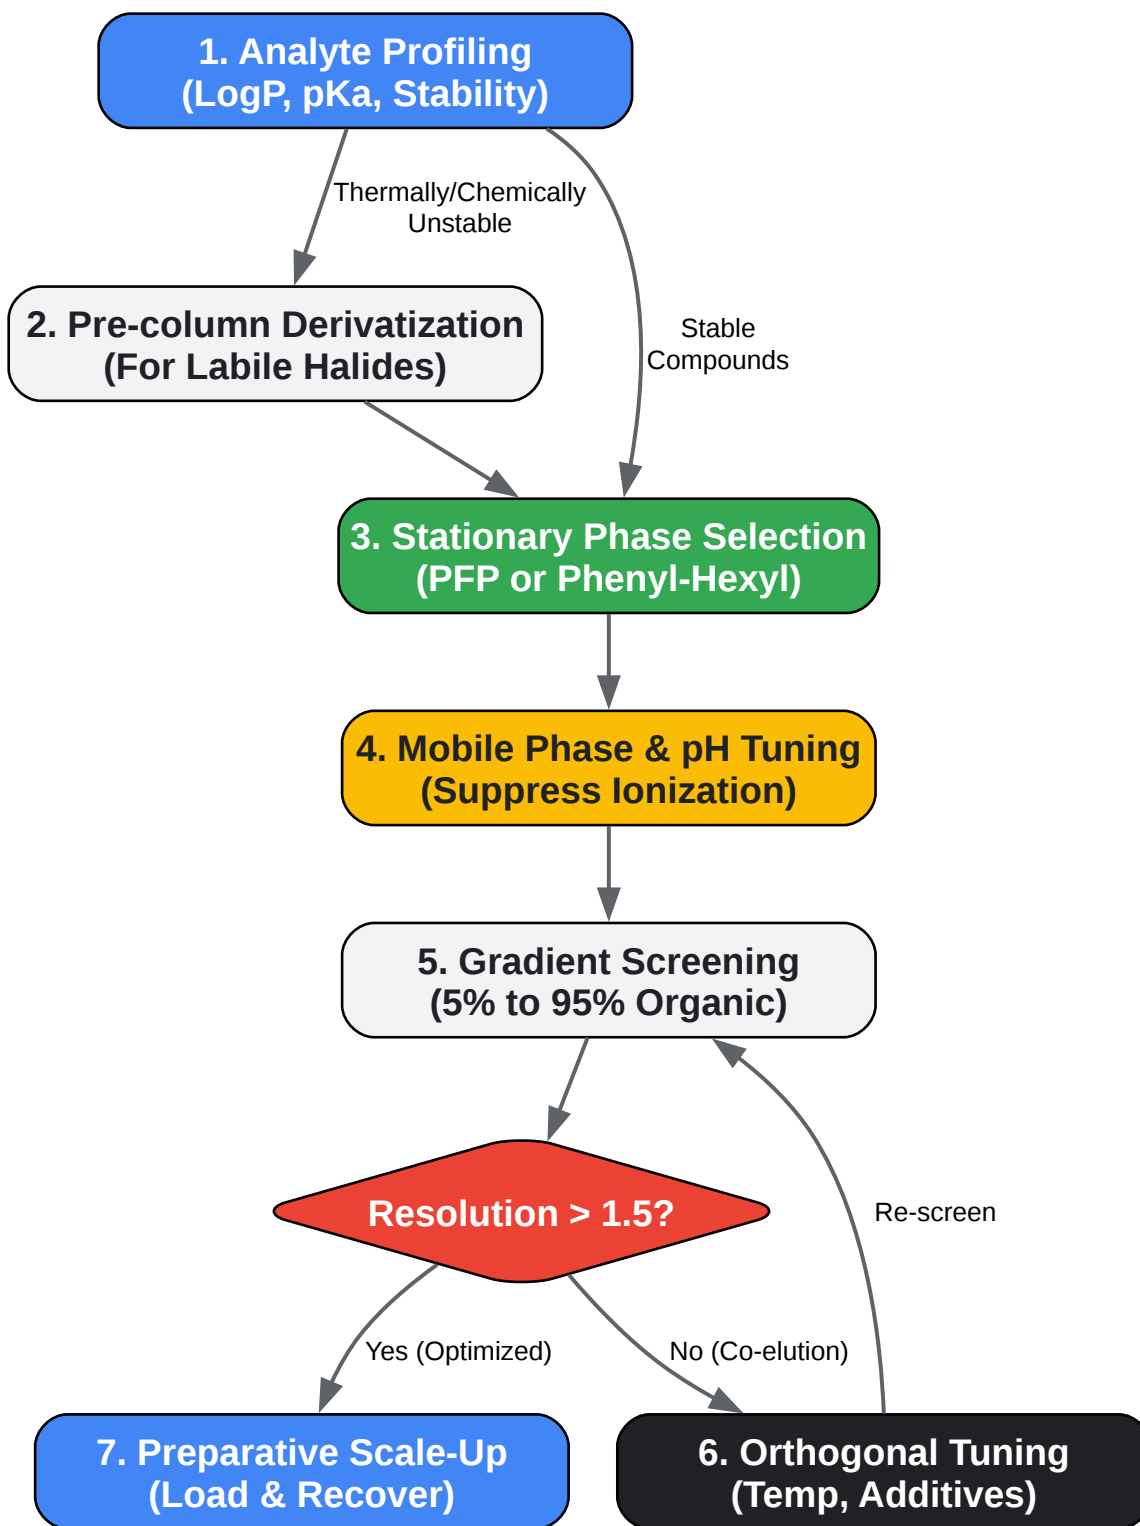 1. Analyte Profiling
(LogP, pKa, Stability)
Thermally/Chemically
Unstable
2. Pre-column Derivatization
(For Labile Halides)
Stable
Compounds
3. Stationary Phase Selection
(PFP or Phenyl-Hexyl)
4. Mobile Phase & pH Tuning
(Suppress Ionization)
5. Gradient Screening
(5% to 95% Organic)
Resolution > 1.5?
Re-screen
Yes (Optimized)
No (Co-elution)
7. Preparative Scale-Up
(Load & Recover)
6. Orthogonal Tuning
(Temp, Additives)